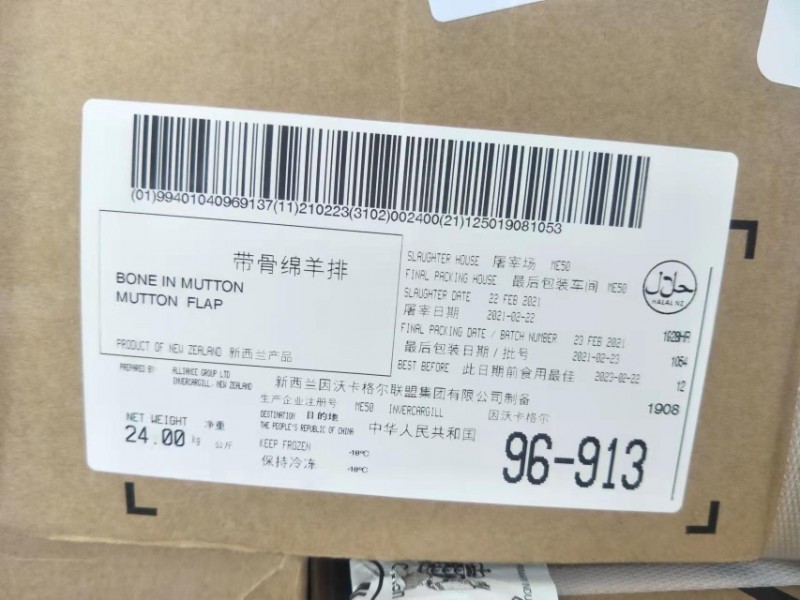 (01)99401040969137(11)210223(3102)002400(21)125019081053
带骨绵羊排
BONE IN MUTTON
MUTTON FLAP
PRODUCT OF NEW ZEALAND 新西兰产品
SLAUGHTER HOUSE 屠宰场 ME50
FINAL PACKING HOUSE 最后包装车间 ME50
SLAUGHTER DATE 22 FEB 2021
屠宰日期 2021-02-22
FINAL PACKING DATE / BATCH NUMBER 23 FEB 2021
最后包装日期/批号 2021-02-23
BEST BEFORE 此日期前食用最佳 2023-02-22
حلال
HALAL NZ
1054
12
1908
PREPARED BY ALLIANCE GROUP LTD
INVERCARGILL, NEW ZEALAND
新西兰因沃卡格尔联盟集团有限公司制备
生产企业注册号 ME50 INVERCARGILL 因沃卡格尔
DESTINATION 目的地
THE PEOPLE'S REPUBLIC OF CHINA 中华人民共和国
NET WEIGHT 净重
24.00 kg 公斤
KEEP FROZEN -18°C
保持冷冻 -18°C
96-913